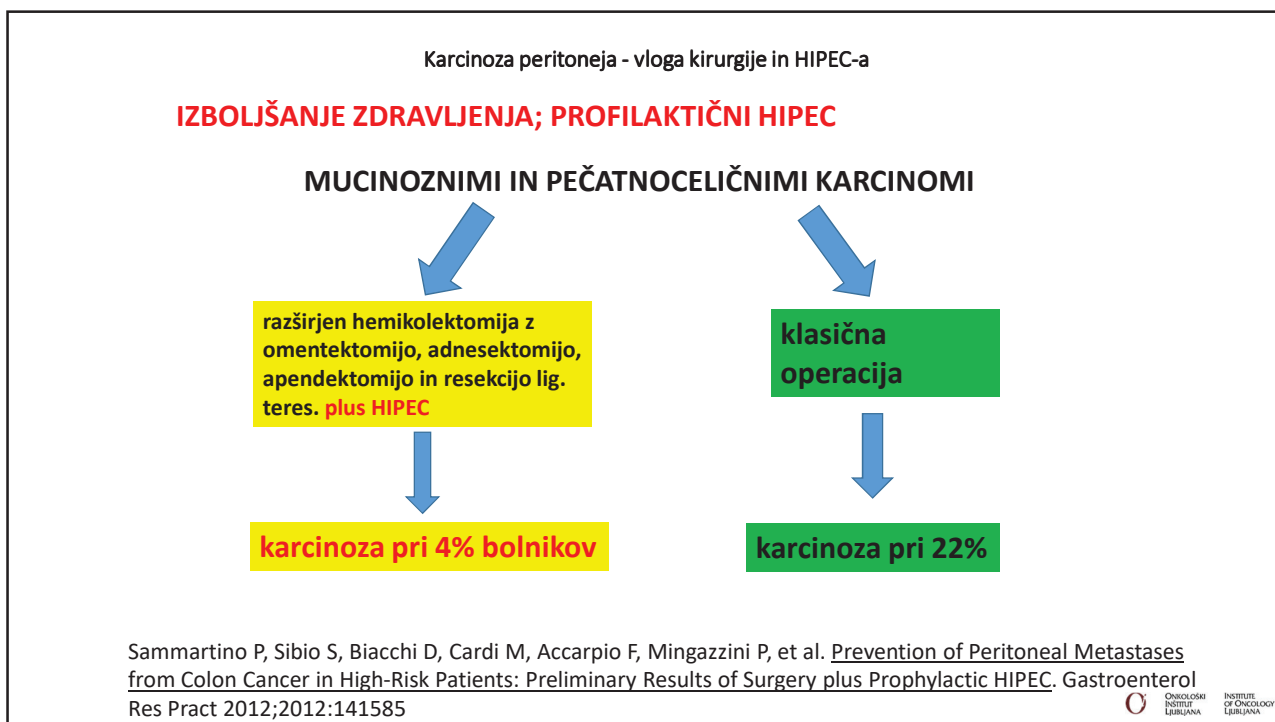 Karcinoza peritoneja - vloga kirurgije in HIPEC-a
IZBOLJŠANJE ZDRAVLJENJA; PROFILAKTIČNI HIPEC
MUCINOZNIMI IN PEČATNOCELIČNIMI KARCINOMI
razširjen hemikolektomija z
omentektomijo, adnesektomijo,
apendektomijo in resekcijo lig.
teres. plus HIPEC
klasična
operacija
karcinoza pri 4% bolnikov
karcinoza pri 22%
Sammartino P, Sibio S, Biacchi D, Cardi M, Accarpio F, Mingazzini P, et al. Prevention of Peritoneal Metastases
from Colon Cancer in High-Risk Patients: Preliminary Results of Surgery plus Prophylactic HIPEC. Gastroenterol
Res Pract 2012;2012:141585
ONKOLOŠKI
INŠTITUT
LJUBLJANA
INSTITUTE
OF ONCOLOGY
LJUBLJANA